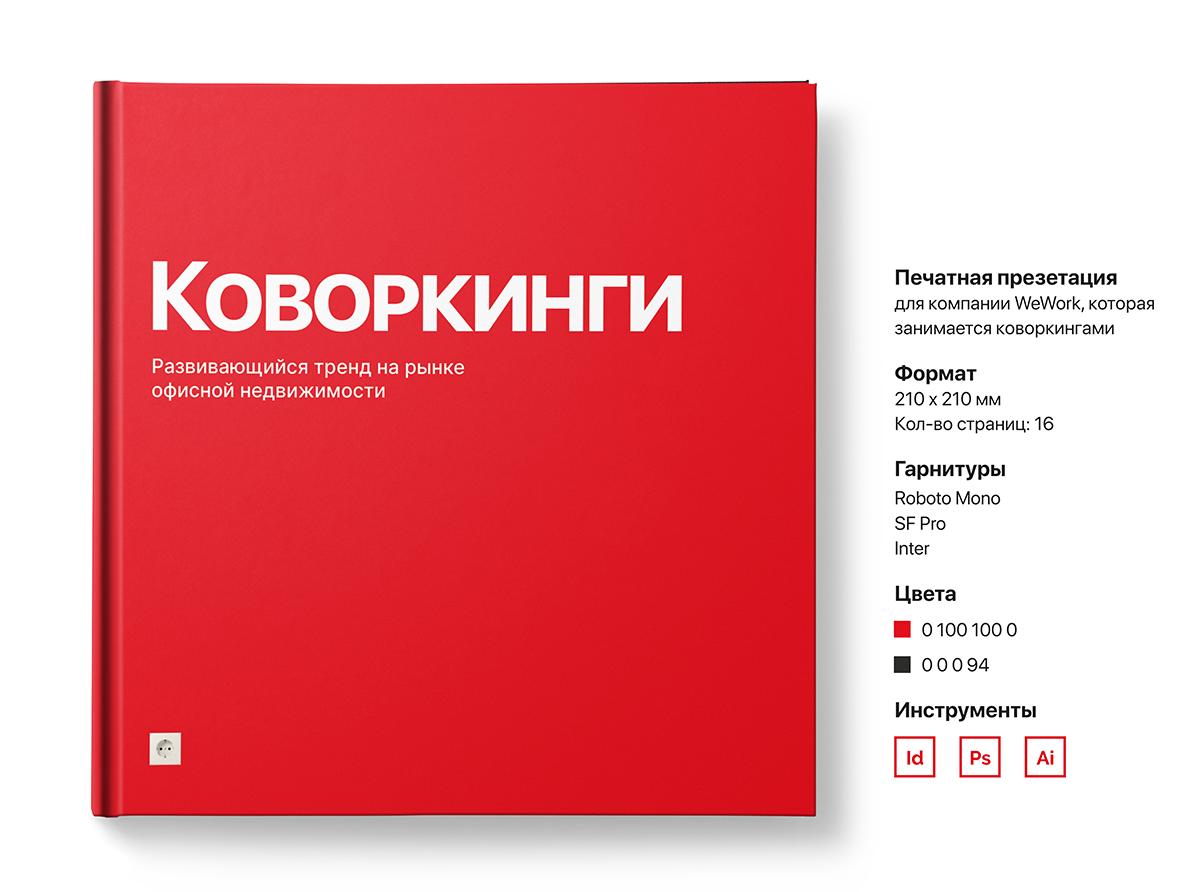 Коворкинги
Развивающийся тренд на рынке
офисной недвижимости
Печатная презетация
для компании WeWork, которая
занимается коворкингами
Формат
210 x 210 мм
Кол-во страниц: 16
Гарнитуры
Roboto Mono
SF Pro
Inter
Цвета
0 100 100 0
0 0 0 94
Инструменты
Id Ps Ai